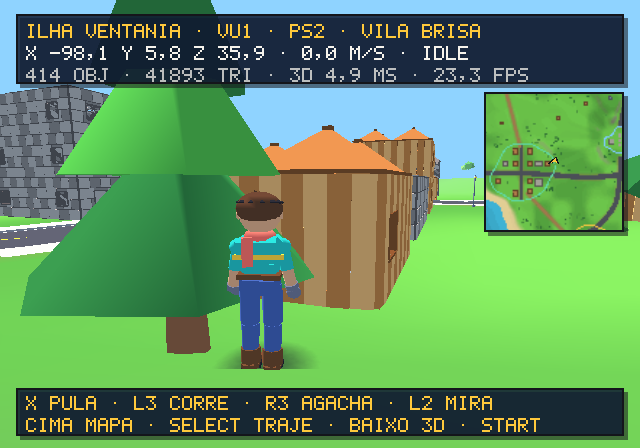 ILHA VENTANIA · VU1 · PS2 · VILA BRISA
X -98,1 Y 5,8 Z 35,9 · 0,0 M/S · IDLE
414 OBJ · 41893 TRI · 3D 4,9 MS · 23,3 FPS
X PULA · L3 CORRE · R3 AGACHA · L2 MIRA
CIMA MAPA · SELECT TRAJE · BAIXO 3D · START